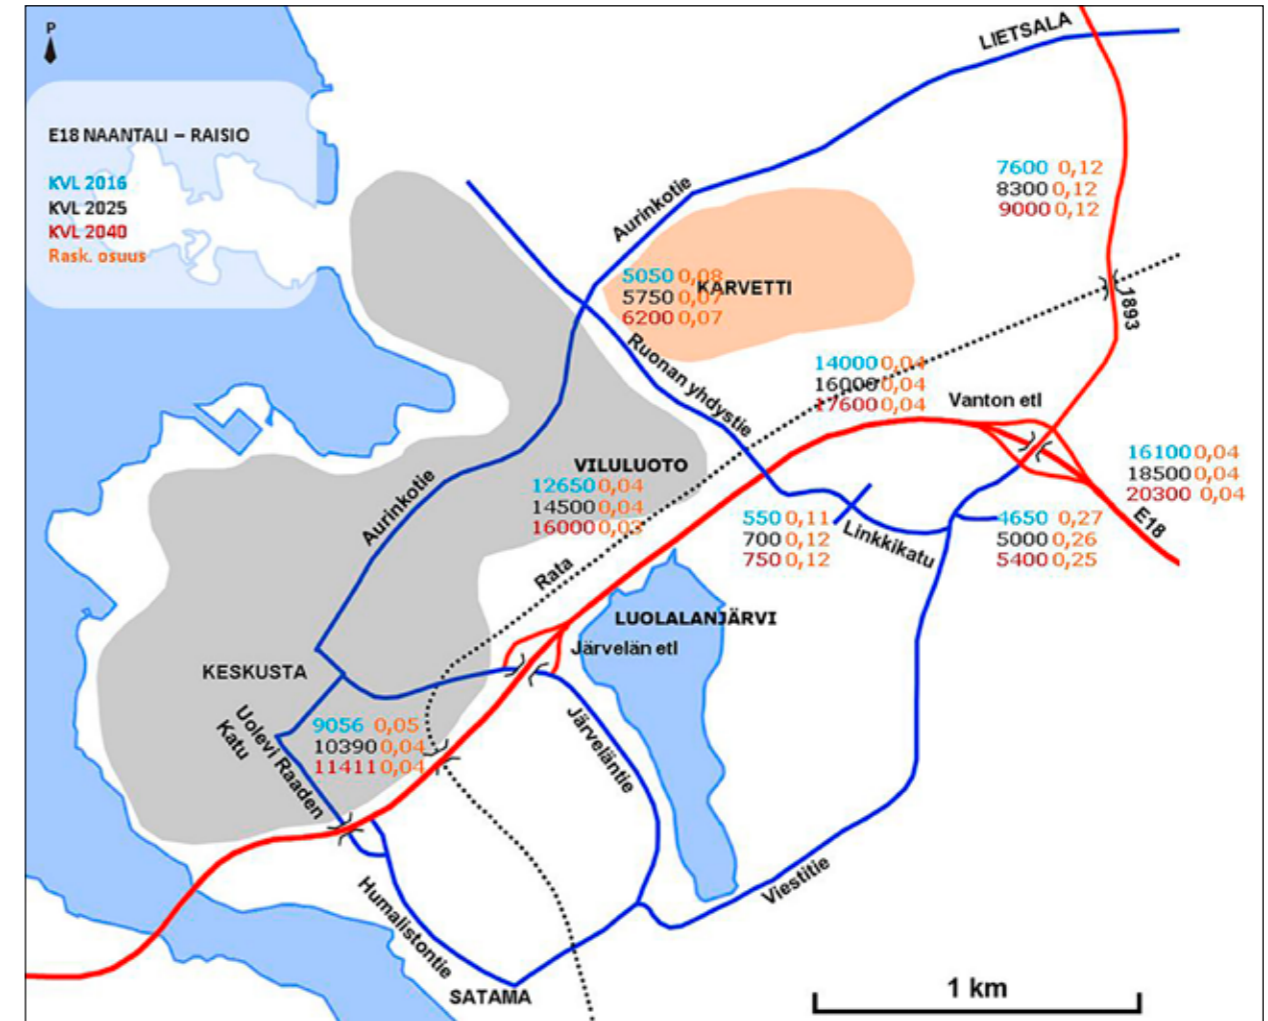 P
E18 NAANTALI – RAISIO
KVL 2016
KVL 2025
KVL 2040
Rask. osuus
LIETSALA
7600 0,12
8300 0,12
9000 0,12
1893
Aurinkotie
5050 0,08
5750 0,07
6200 0,07
KARVETTI
Ruonan yhdystie
14000 0,04
16000 0,04
17600 0,04
Vanton etl
16100 0,04
18500 0,04
20300 0,04
E18
VILULUOTO
12650 0,04
14500 0,04
16000 0,03
Aurinkotie
550 0,11
700 0,12
750 0,12
Linkkikatu
4650 0,27
5000 0,26
5400 0,25
Rata
LUOLALANJÄRVI
Järvelän etl
KESKUSTA
Uolevi Raaden
Katu
9056 0,05
10390 0,04
11411 0,04
Järveläntie
Viestitie
Humalistontie
SATAMA
1 km